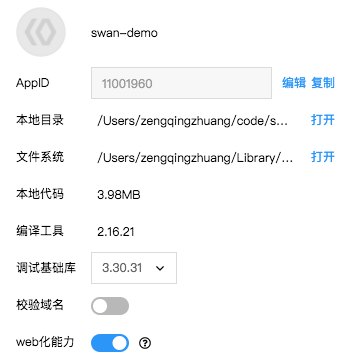 swan-demo
AppID 11001960 编辑 复制
本地目录 /Users/zengqingzhuang/code/s... 打开
文件系统 /Users/zengqingzhuang/Library/... 打开
本地代码 3.98MB
编译工具 2.16.21
调试基础库 3.30.31
校验域名
web化能力 ?